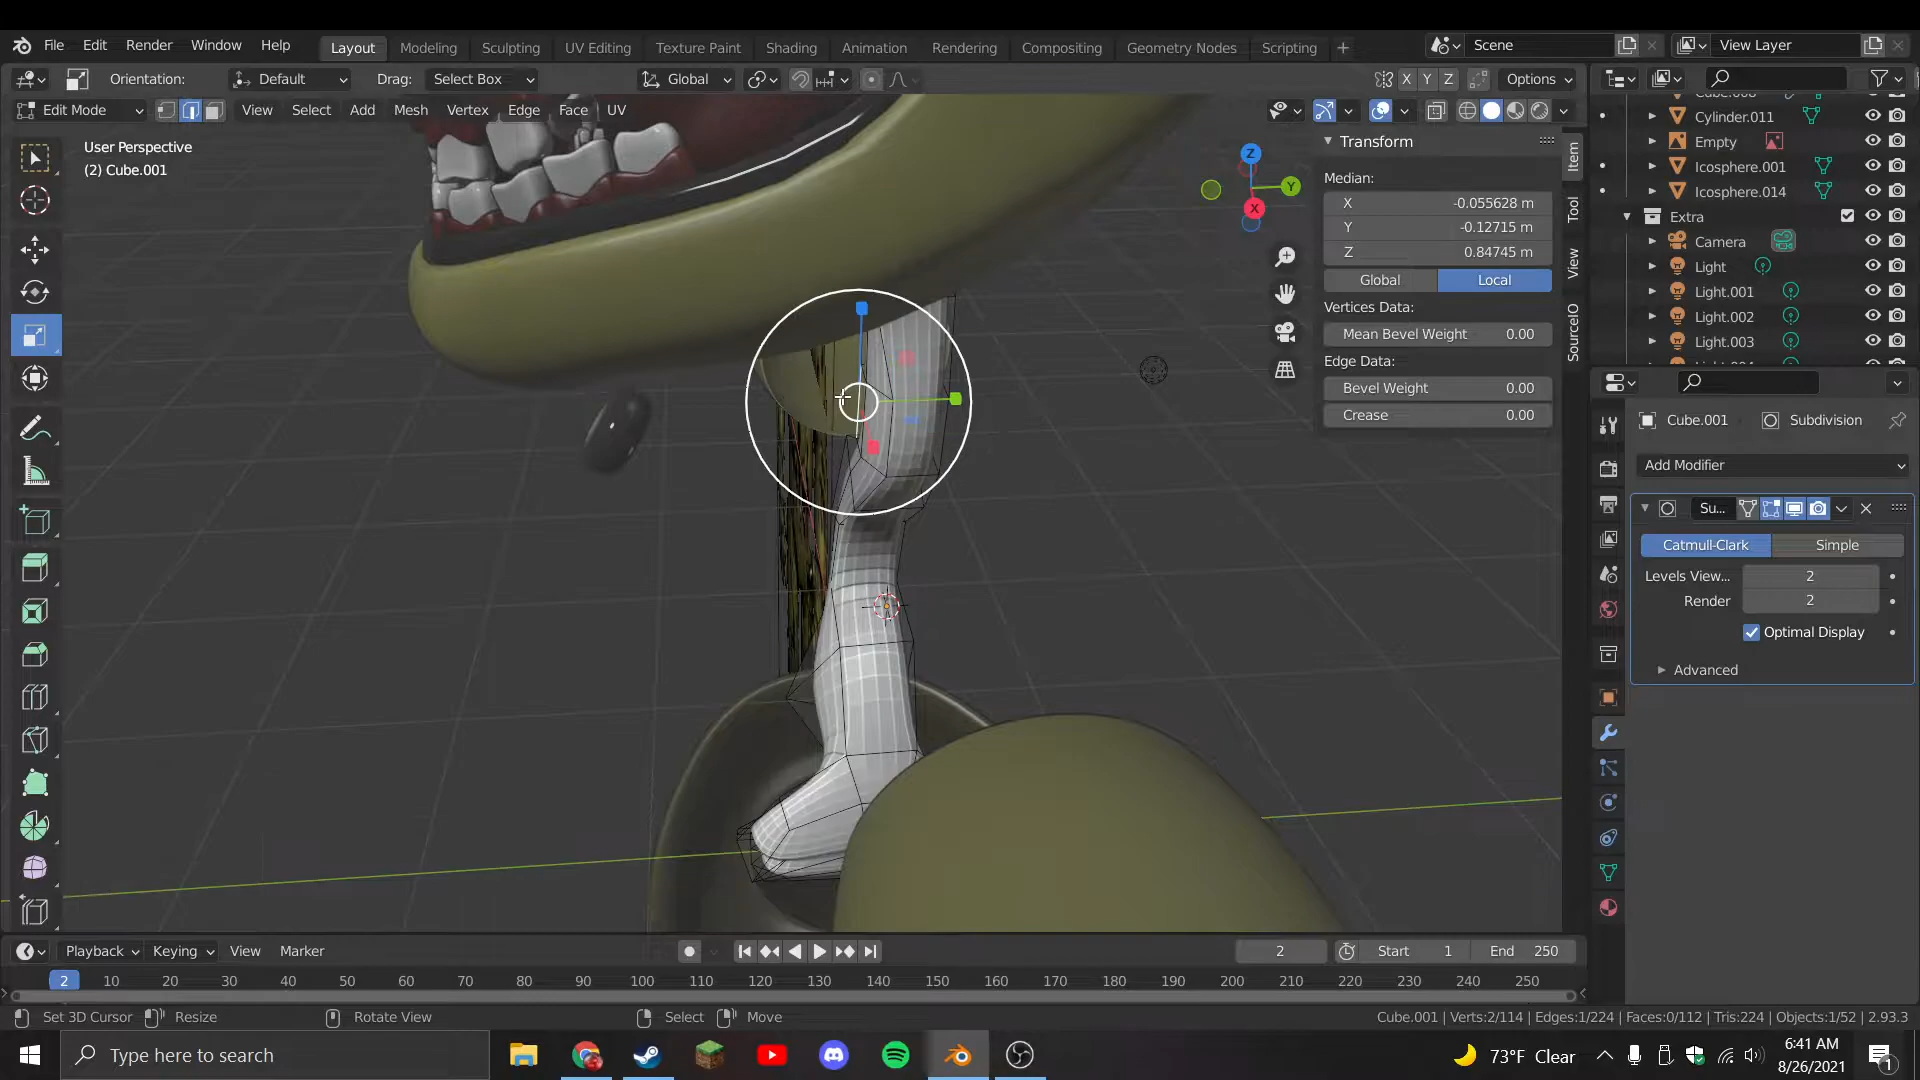 File Edit Render Window Help Layout Modeling Sculpting UV Editing Texture Paint Shading Animation Rendering Compositing Geometry Nodes Scripting Scene View Layer
Orientation: Default Drag: Select Box Global X Y Z Options
Edit Mode View Select Add Mesh Vertex Edge Face UV
User Perspective
(2) Cube.001
Z
Y
X
Transform
Median:
X -0.055628 m
Y -0.12715 m
Z 0.84745 m
Global Local
Vertices Data:
Mean Bevel Weight 0.00
Edge Data:
Bevel Weight 0.00
Crease 0.00
Item
Tool
View
SourceIO
Cylinder.011
Empty
Icosphere.001
Icosphere.014
Extra
Camera
Light
Light.001
Light.002
Light.003
Cube.001 Subdivision
Add Modifier
Su...
Catmull-Clark Simple
Levels View... 2
Render 2
Optimal Display
Advanced
Playback Keying View Marker 2 Start 1 End 250
2 10 20 30 40 50 60 70 80 90 100 110 120 130 140 150 160 170 180 190 200 210 220 230 240 250
Set 3D Cursor Resize Rotate View Select Move Cube.001 | Verts:2/114 | Edges:1/224 | Faces:0/112 | Tris:224 | Objects:1/52 | 2.93.3
Type here to search 73°F Clear 6:41 AM
8/26/2021 1